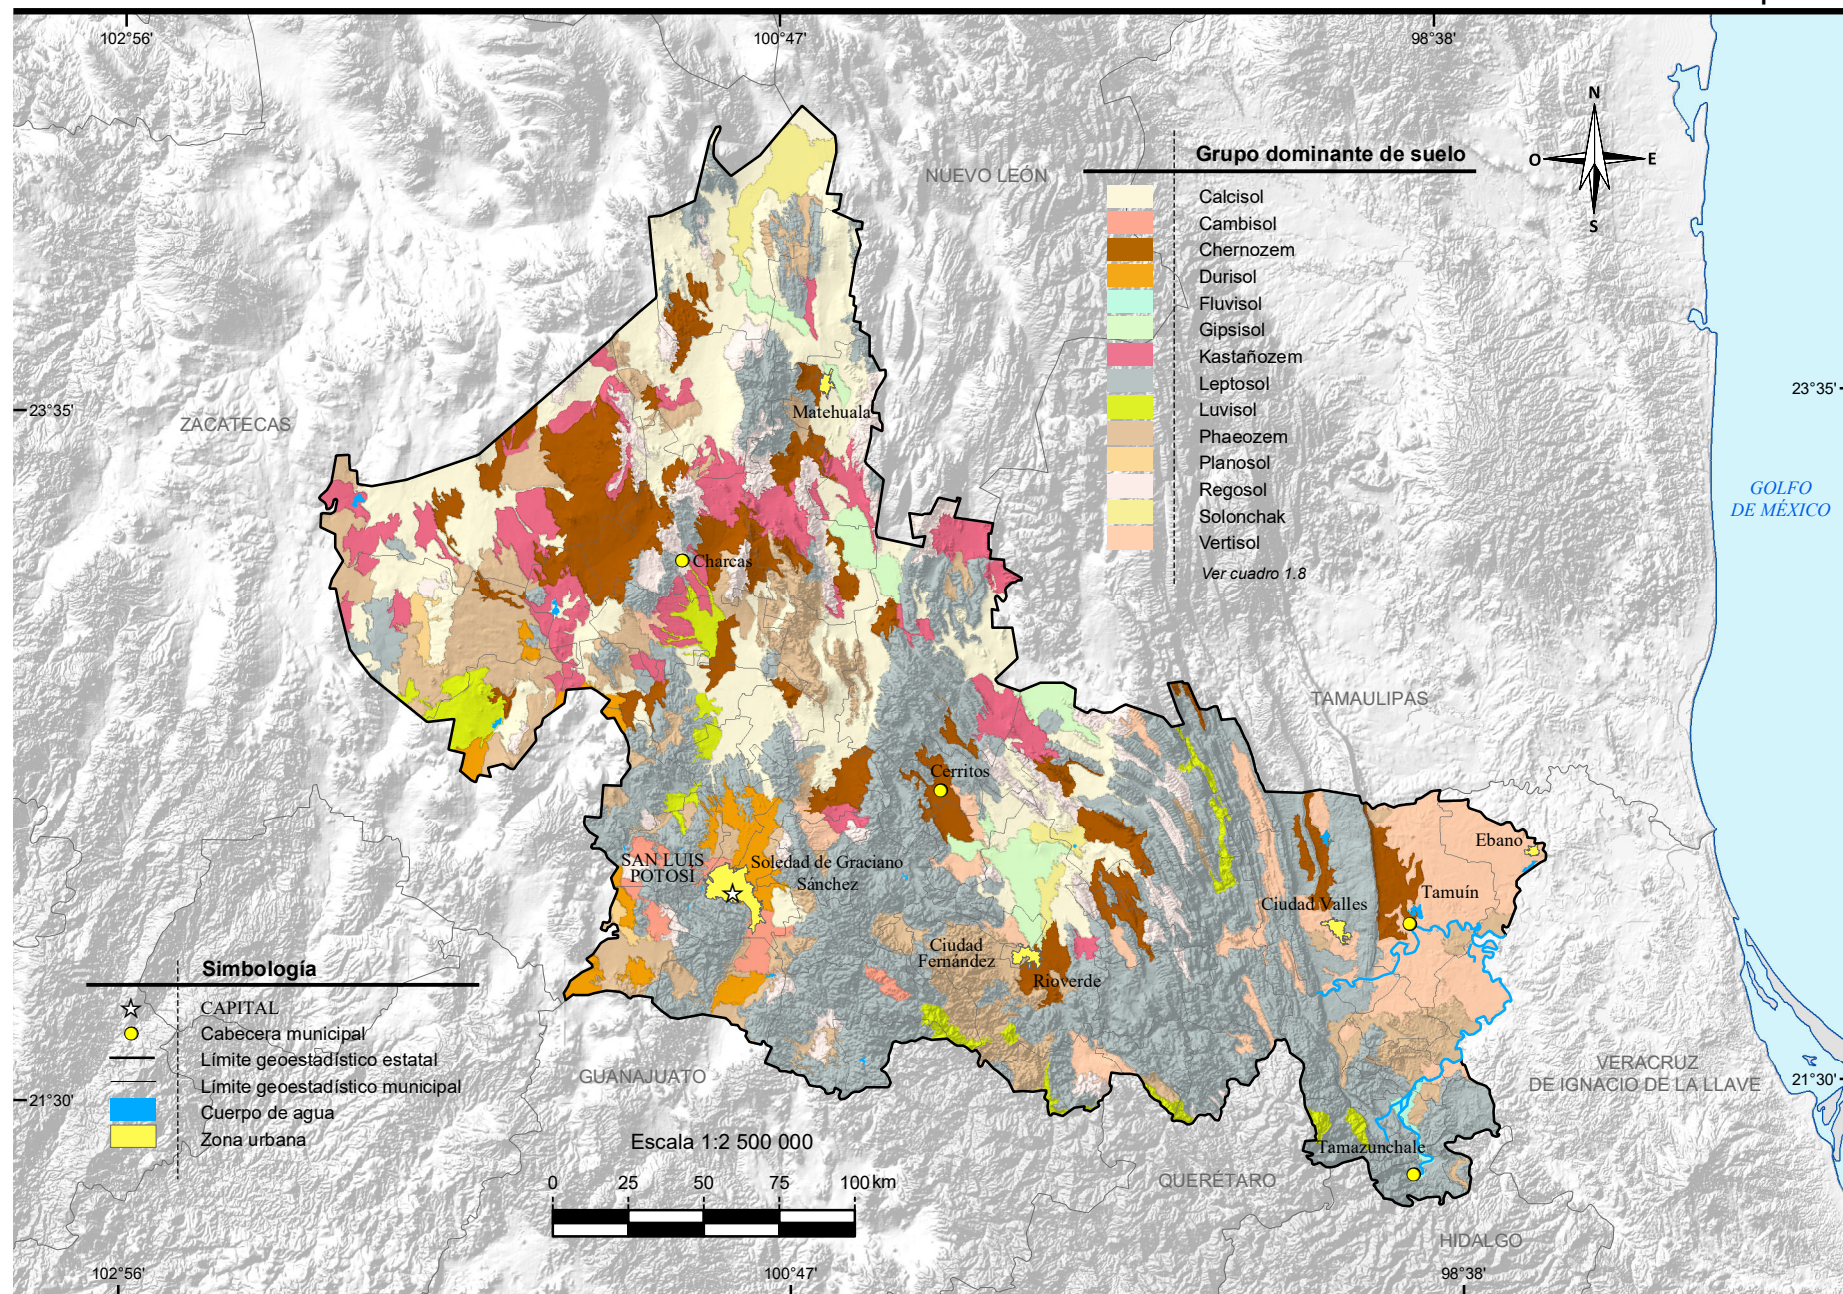 102°56'
100°47'
98°38'
N
O
E
S
NUEVO LEÓN
Grupo dominante de suelo
Calcisol
Cambisol
Chernozem
Durisol
Fluvisol
Gipsisol
Kastañozem
Leptosol
Luvisol
Phaeozem
Planosol
Regosol
Solonchak
Vertisol
Ver cuadro 1.8
23°35'
23°35'
ZACATECAS
Matehuala
GOLFO
DE MÉXICO
Charcas
TAMAULIPAS
Cerritos
Ebano
SAN LUIS
POTOSÍ
Soledad de Graciano
Sánchez
Tamuín
Ciudad Valles
Ciudad
Fernández
Rioverde
Simbología
CAPITAL
Cabecera municipal
Límite geoestadístico estatal
Límite geoestadístico municipal
Cuerpo de agua
Zona urbana
GUANAJUATO
VERACRUZ
DE IGNACIO DE LA LLAVE
21°30'
21°30'
Escala 1:2 500 000
0 25 50 75 100 km
Tamazunchale
QUERÉTARO
HIDALGO
102°56'
100°47'
98°38'